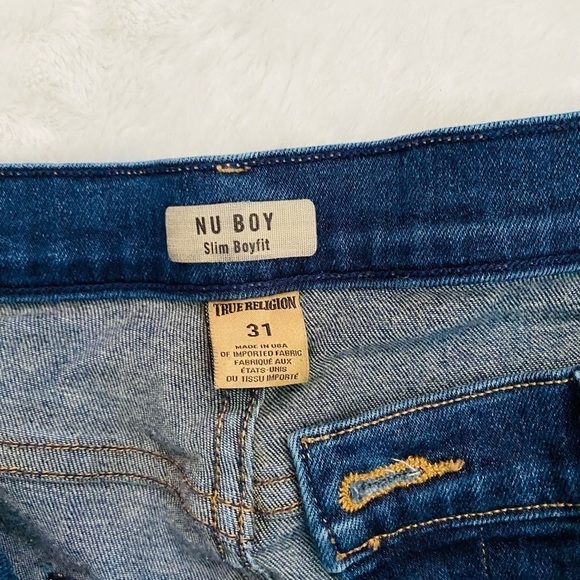 NU BOY
Slim Boyfit
TRUE RELIGION
31
MADE IN USA
OF IMPORTED FABRIC
FABRIQUÉ AUX
ÉTATS-UNIS
DU TISSU IMPORTÉ